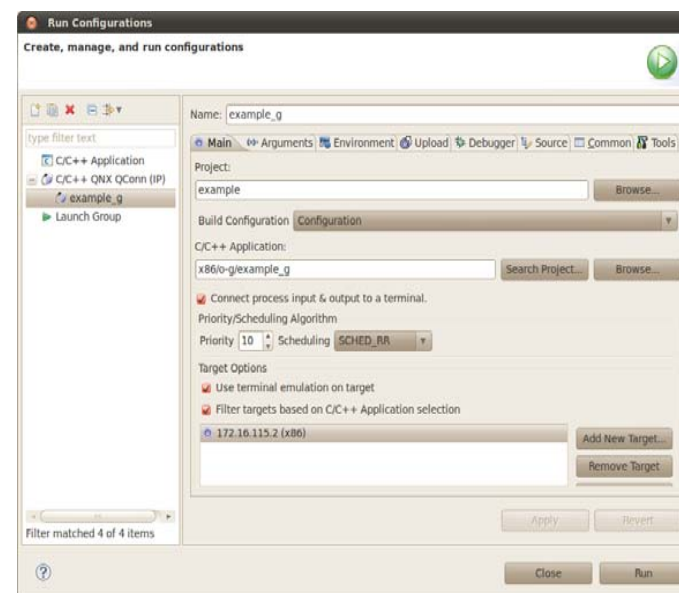 Run Configurations
Create, manage, and run configurations
type filter text
C/C++ Application
C/C++ QNX QConn (IP)
example_g
Launch Group
Filter matched 4 of 4 items
Name: example_g
Main Arguments Environment Upload Debugger Source Common Tools
Project:
example Browse...
Build Configuration Configuration
C/C++ Application:
x86/o-g/example_g Search Project... Browse...
Connect process input & output to a terminal.
Priority/Scheduling Algorithm
Priority 10 Scheduling SCHED_RR
Target Options
Use terminal emulation on target
Filter targets based on C/C++ Application selection
172.16.115.2 (x86)
Add New Target...
Remove Target
Apply Revert
? Close Run